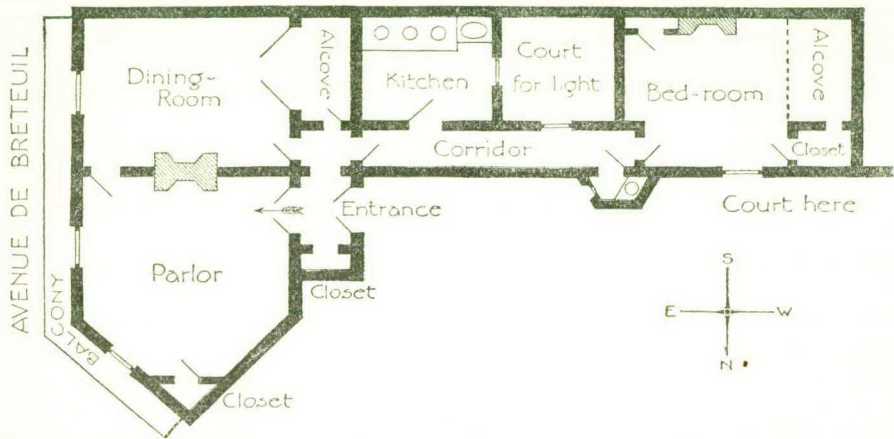 AVENUE DE BRETEUIL
BALCONY
Dining-
Room
Alcove
Kitchen
Court
for light
Bed-room
Alcove
Closet
Corridor
Entrance
Court here
Parlor
Closet
Closet
S
E
W
N